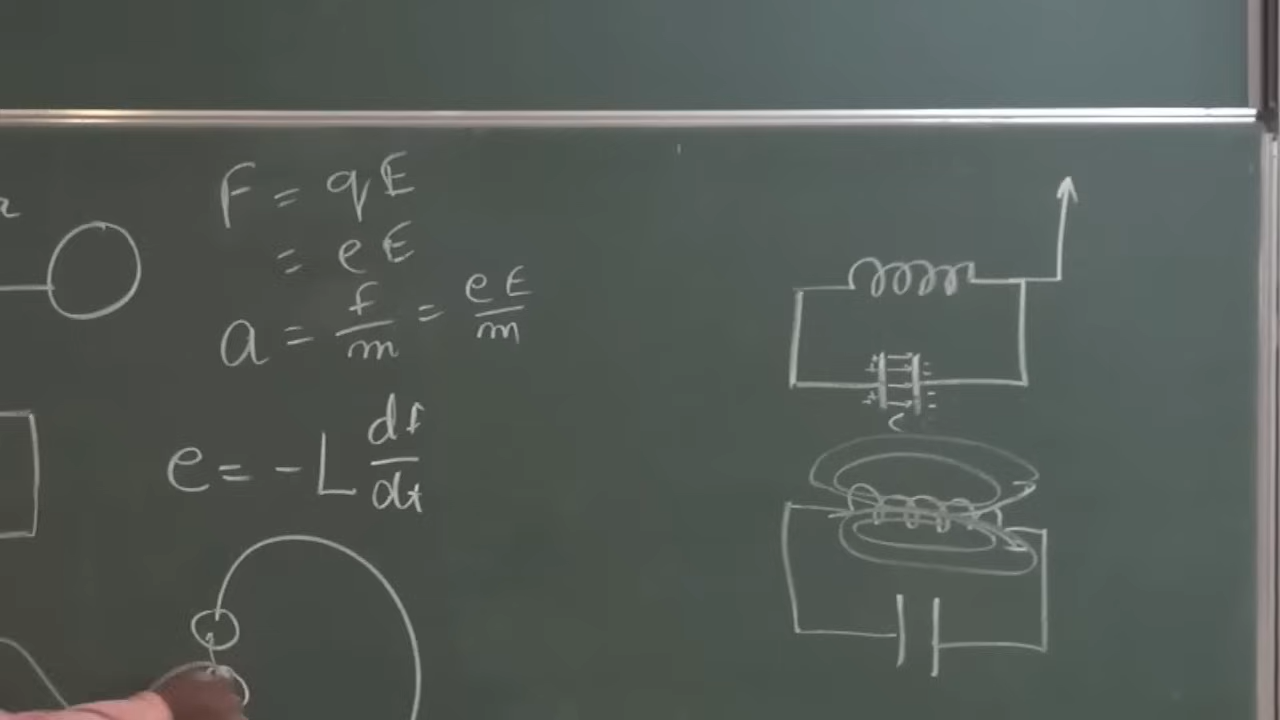 F = qE
= eE
a = f/m = eE/m
e = -L df/dt
C